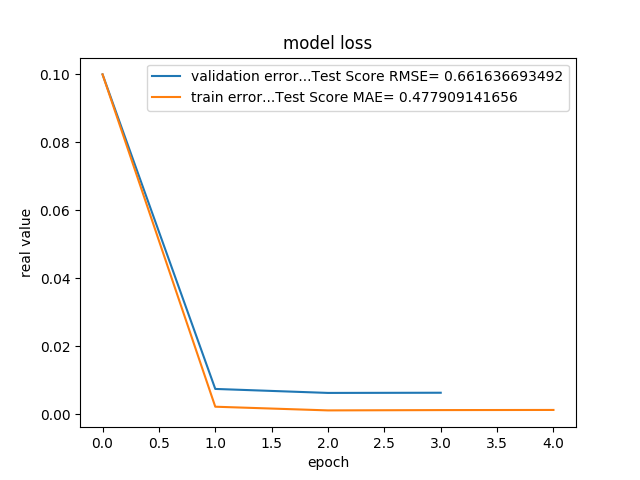 model loss
validation error...Test Score RMSE= 0.661636693492
train error...Test Score MAE= 0.477909141656
0.10
0.08
0.06
0.04
0.02
0.00
real value
0.0 0.5 1.0 1.5 2.0 2.5 3.0 3.5 4.0
epoch